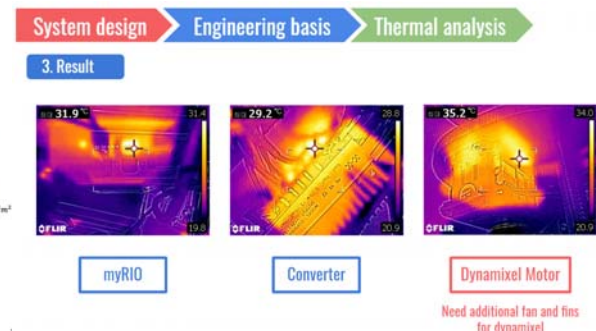 System design Engineering basis Thermal analysis
3. Result
31.9 °C 31.4
29.2 °C 28.8
35.2 °C 34.0
FLIR 19.8
FLIR 20.9
FLIR 20.9
myRIO
Converter
Dynamixel Motor
Need additional fan and fins
for dynamixel